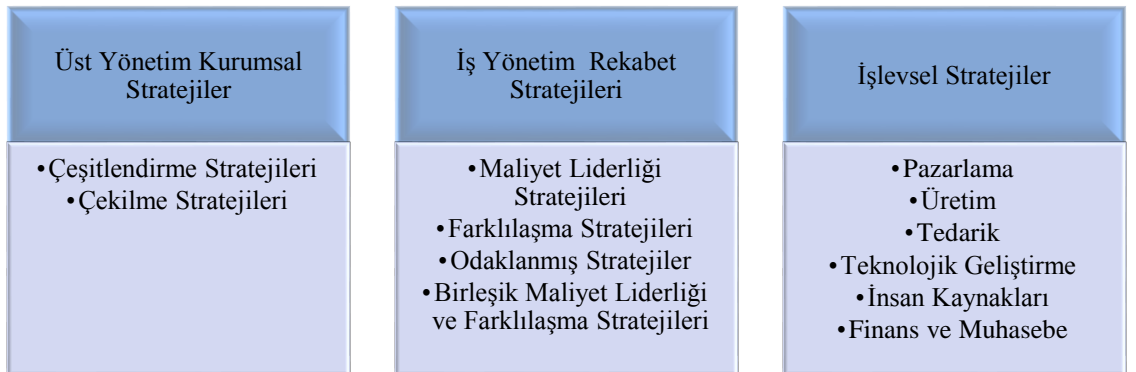 Üst Yönetim Kurumsal
Stratejiler
•Çeşitlendirme Stratejileri
•Çekilme Stratejileri
İş Yönetim Rekabet
Stratejileri
•Maliyet Liderliği
Stratejileri
•Farklılaşma Stratejileri
•Odaklanmış Stratejiler
•Birleşik Maliyet Liderliği
ve Farklılaşma Stratejileri
İşlevsel Stratejiler
•Pazarlama
•Üretim
•Tedarik
•Teknolojik Geliştirme
•İnsan Kaynakları
•Finans ve Muhasebe